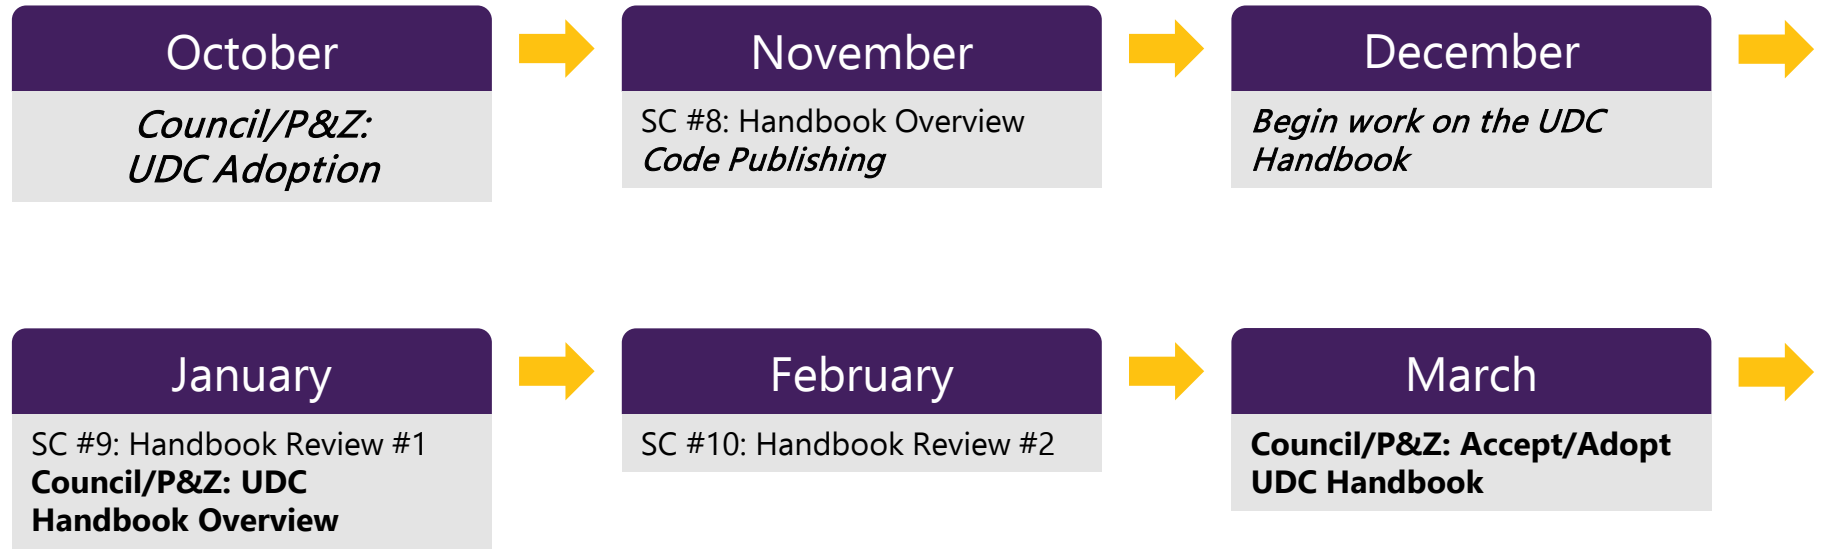 October
Council/P&Z:
UDC Adoption
November
SC #8: Handbook Overview
Code Publishing
December
Begin work on the UDC
Handbook
January
SC #9: Handbook Review #1
Council/P&Z: UDC
Handbook Overview
February
SC #10: Handbook Review #2
March
Council/P&Z: Accept/Adopt
UDC Handbook